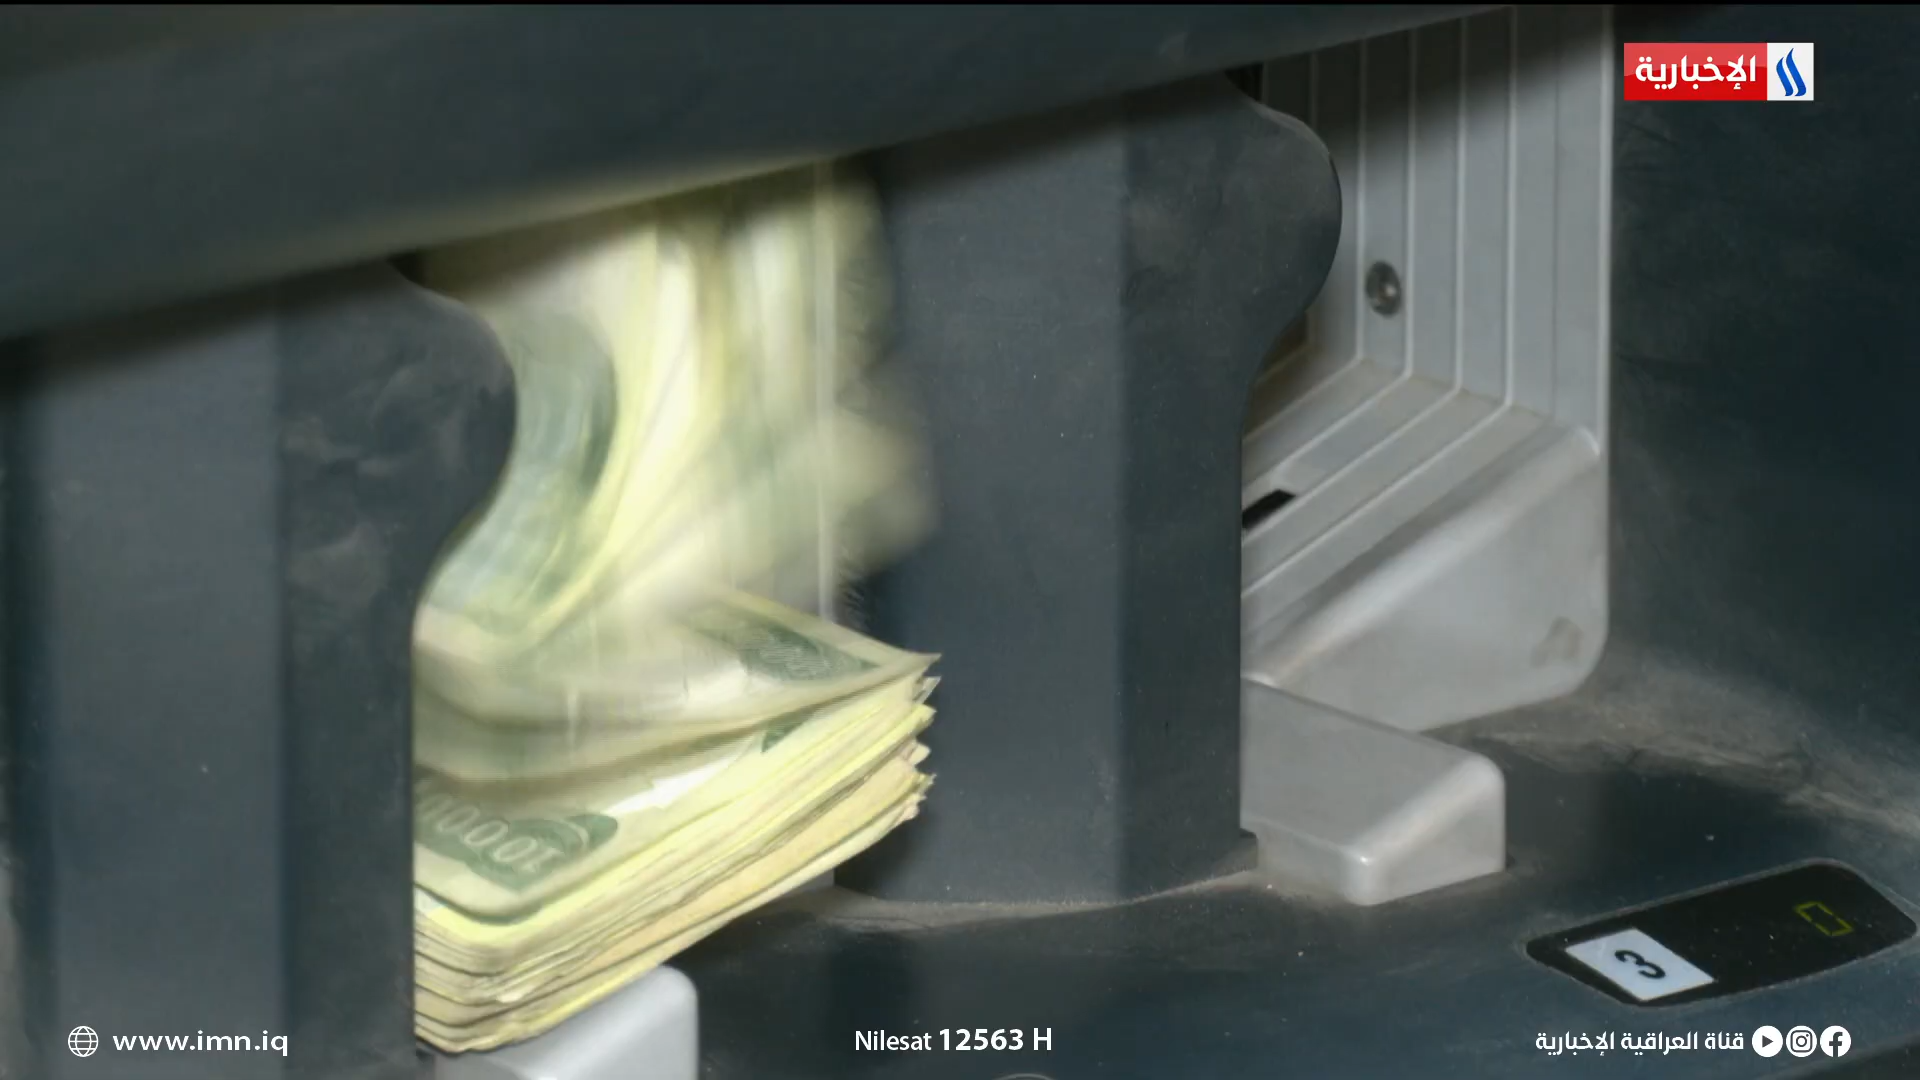 الإخبارية
10000
3
www.imn.iq
Nilesat 12563 H
قناة العراقية الإخبارية